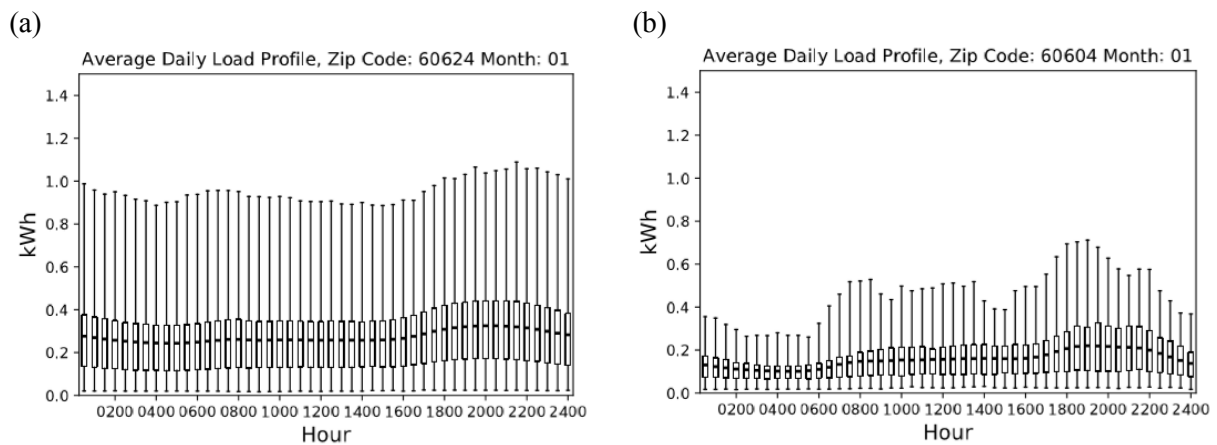 (a)
Average Daily Load Profile, Zip Code: 60624 Month: 01
1.4
1.2
1.0
0.8
0.6
0.4
0.2
0.0
kWh
0200 0400 0600 0800 1000 1200 1400 1600 1800 2000 2200 2400
Hour
(b)
Average Daily Load Profile, Zip Code: 60604 Month: 01
1.4
1.2
1.0
0.8
0.6
0.4
0.2
0.0
kWh
0200 0400 0600 0800 1000 1200 1400 1600 1800 2000 2200 2400
Hour